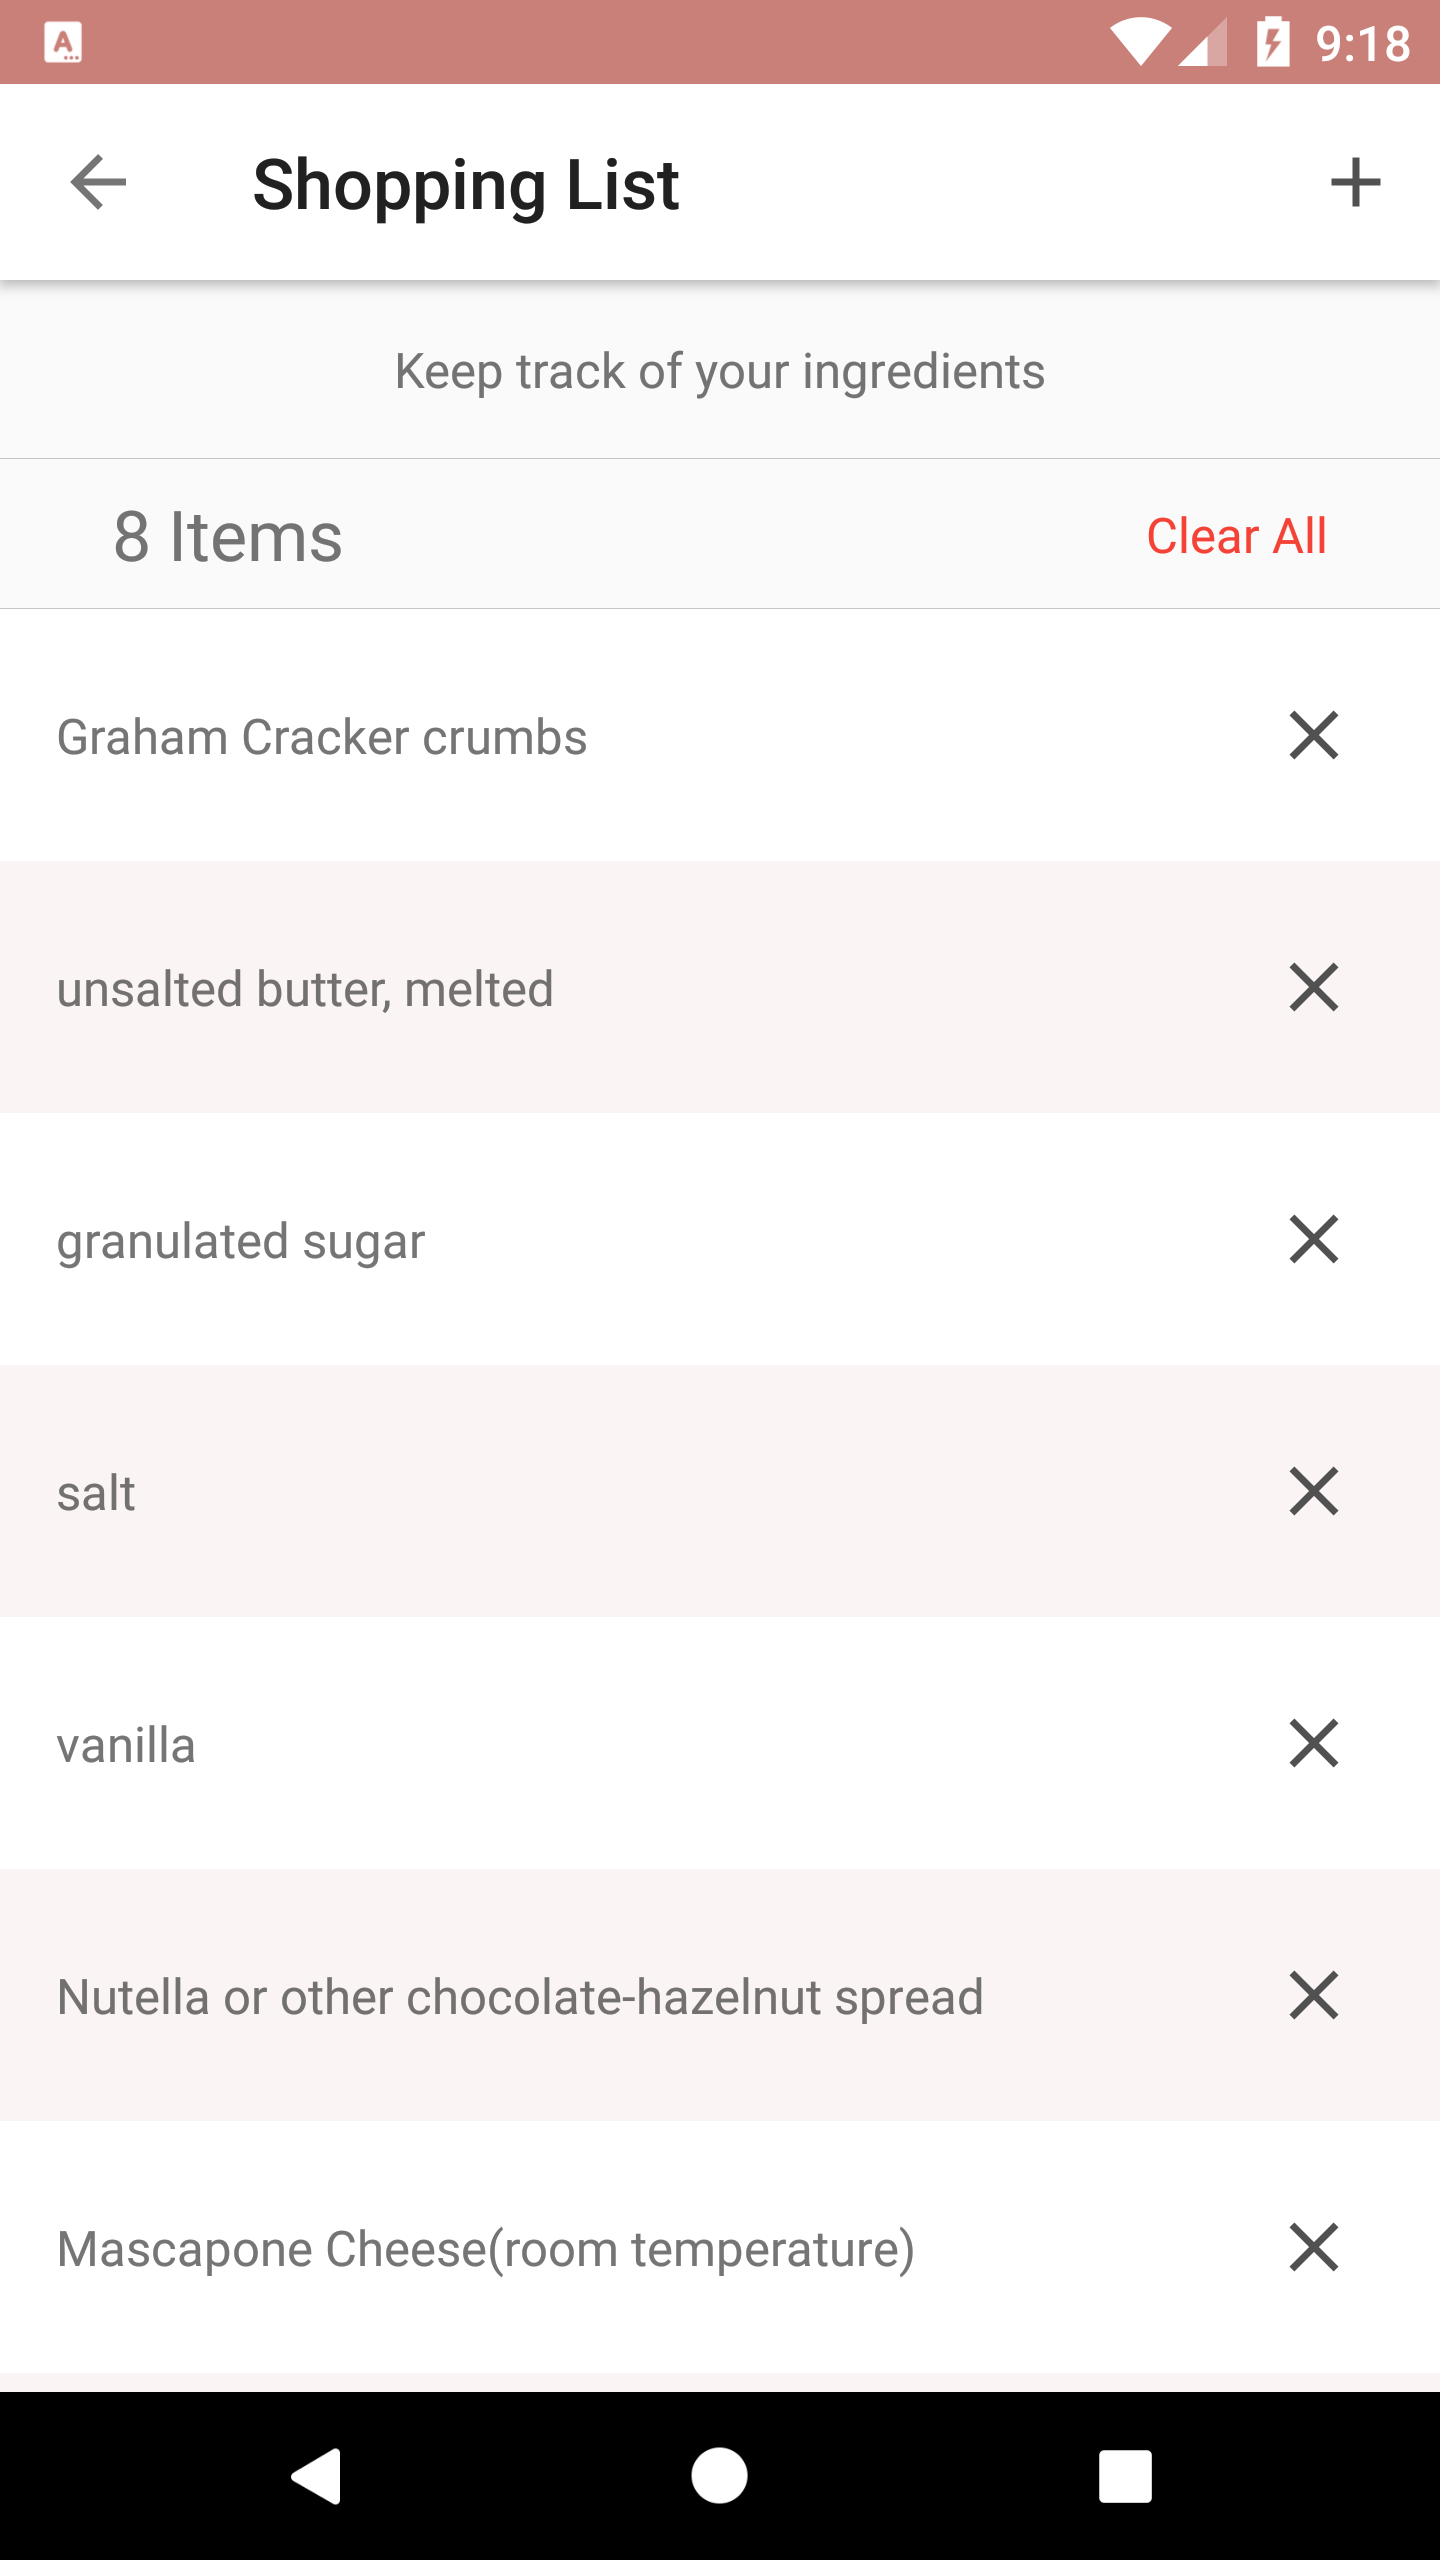 9:18
Shopping List
Keep track of your ingredients
8 Items
Clear All
Graham Cracker crumbs
unsalted butter, melted
granulated sugar
salt
vanilla
Nutella or other chocolate-hazelnut spread
Mascapone Cheese(room temperature)